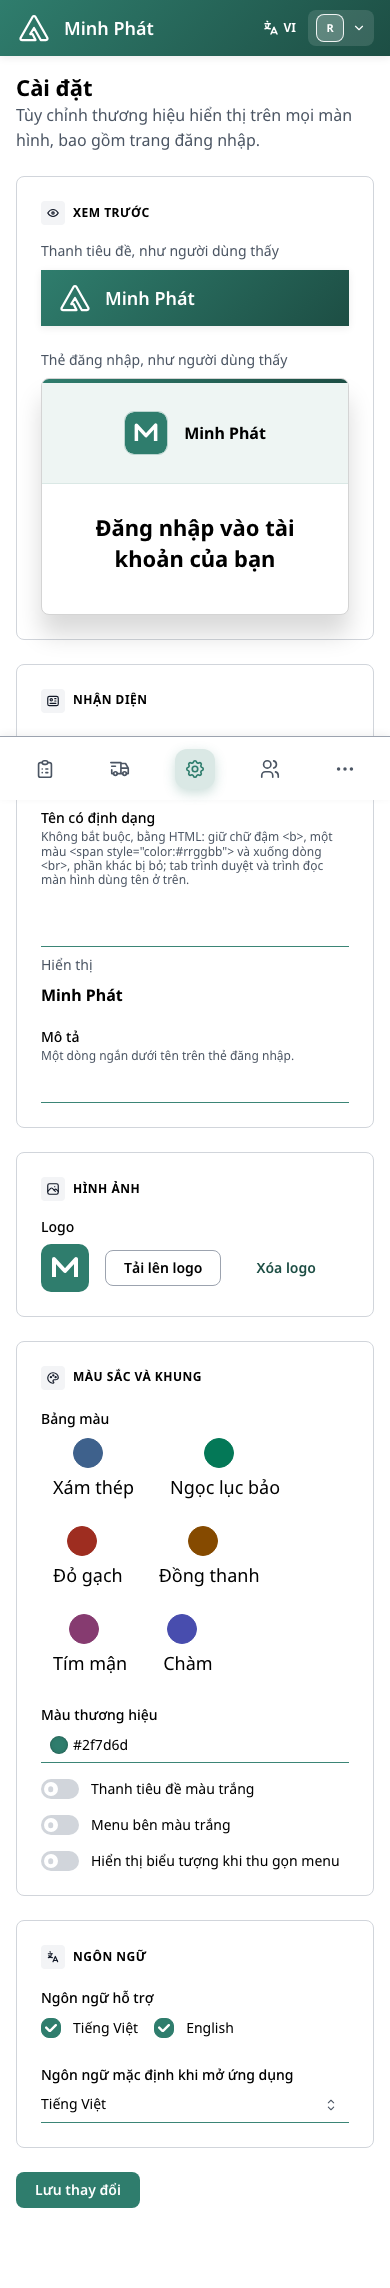 Minh Phát
VI
R
Cài đặt
Tùy chỉnh thương hiệu hiển thị trên mọi màn
hình, bao gồm trang đăng nhập.
XEM TRƯỚC
Thanh tiêu đề, như người dùng thấy
Minh Phát
Thẻ đăng nhập, như người dùng thấy
Minh Phát
Đăng nhập vào tài
khoản của bạn
NHẬN DIỆN
Tên có định dạng
Không bắt buộc, bằng HTML: giữ chữ đậm <b>, một
màu <span style="color:#rrggbb"> và xuống dòng
<br>, phần khác bị bỏ; tab trình duyệt và trình đọc
màn hình dùng tên ở trên.
Hiển thị
Minh Phát
Mô tả
Một dòng ngắn dưới tên trên thẻ đăng nhập.
HÌNH ẢNH
Logo
Tải lên logo
Xóa logo
MÀU SẮC VÀ KHUNG
Bảng màu
Xám thép
Ngọc lục bảo
Đỏ gạch
Đồng thanh
Tím mận
Chàm
Màu thương hiệu
#2f7d6d
Thanh tiêu đề màu trắng
Menu bên màu trắng
Hiển thị biểu tượng khi thu gọn menu
NGÔN NGỮ
Ngôn ngữ hỗ trợ
Tiếng Việt
English
Ngôn ngữ mặc định khi mở ứng dụng
Tiếng Việt
Lưu thay đổi